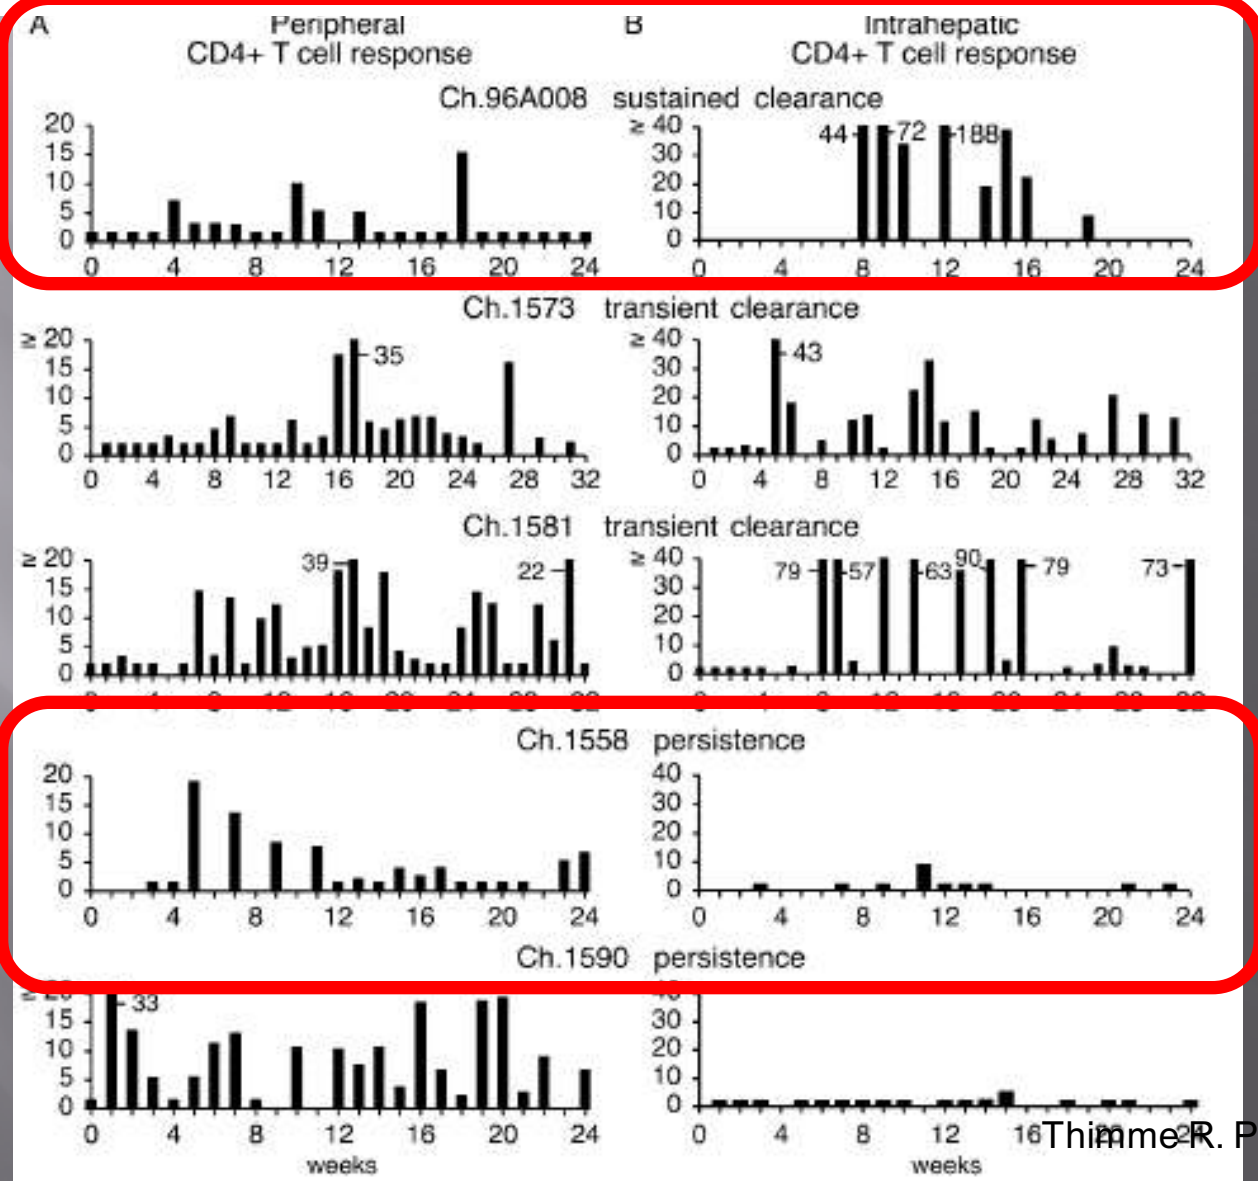 A Peripheral B Intrahepatic
CD4+ T cell response CD4+ T cell response
Ch.96A008 sustained clearance
20 15 10 5 0
0 4 8 12 16 20 24
≥ 40 30 20 10 0
44 72 188
0 4 8 12 16 20 24
Ch.1573 transient clearance
≥ 20 15 10 5 0
35
0 4 8 12 16 20 24 28 32
≥ 40 30 20 10 0
43
0 4 8 12 16 20 24 28 32
Ch.1581 transient clearance
≥ 20 15 10 5 0
39 22
≥ 40 30 20 10 0
79 57 63 90 79 73
Ch.1558 persistence
20 15 10 5 0
0 4 8 12 16 20 24
40 30 20 10 0
0 4 8 12 16 20 24
Ch.1590 persistence
15 10 5 0
33
0 4 8 12 16 20 24
weeks
30 20 10 0
0 4 8 12 16
weeks
Thimme R. P